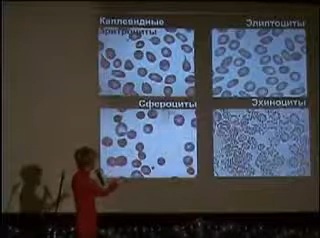 Каплевидные
эритроциты
Элиптоциты
Сфероциты
Эхиноциты